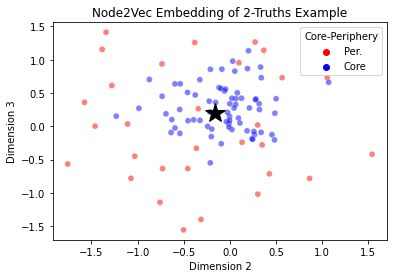 Node2Vec Embedding of 2-Truths Example
Core-Periphery
Per.
Core
Dimension 3
1.5
1.0
0.5
0.0
−0.5
−1.0
−1.5
−1.5 −1.0 −0.5 0.0 0.5 1.0 1.5
Dimension 2